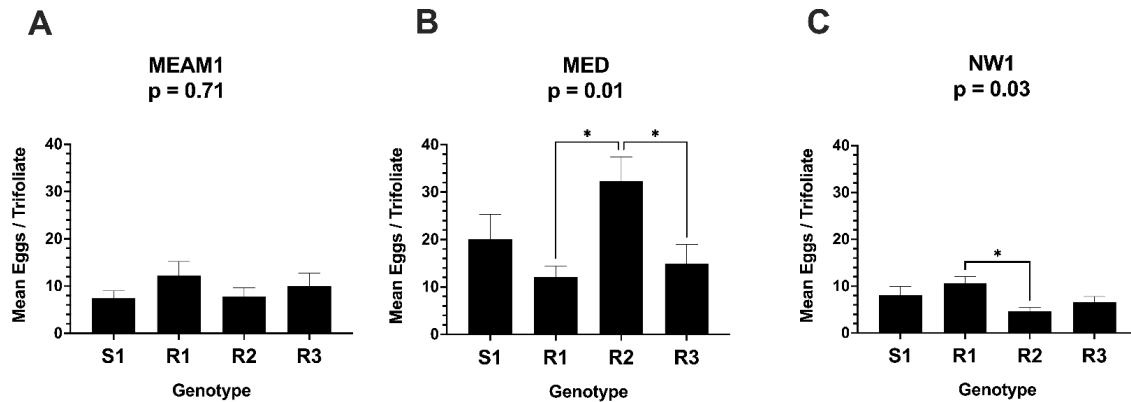 A
MEAM1
p = 0.71
Mean Eggs / Trifoliate
40
30
20
10
0
S1 R1 R2 R3
Genotype
B
MED
p = 0.01
Mean Eggs / Trifoliate
40
30
20
10
0
* *
S1 R1 R2 R3
Genotype
C
NW1
p = 0.03
Mean Eggs / Trifoliate
40
30
20
10
0
*
S1 R1 R2 R3
Genotype